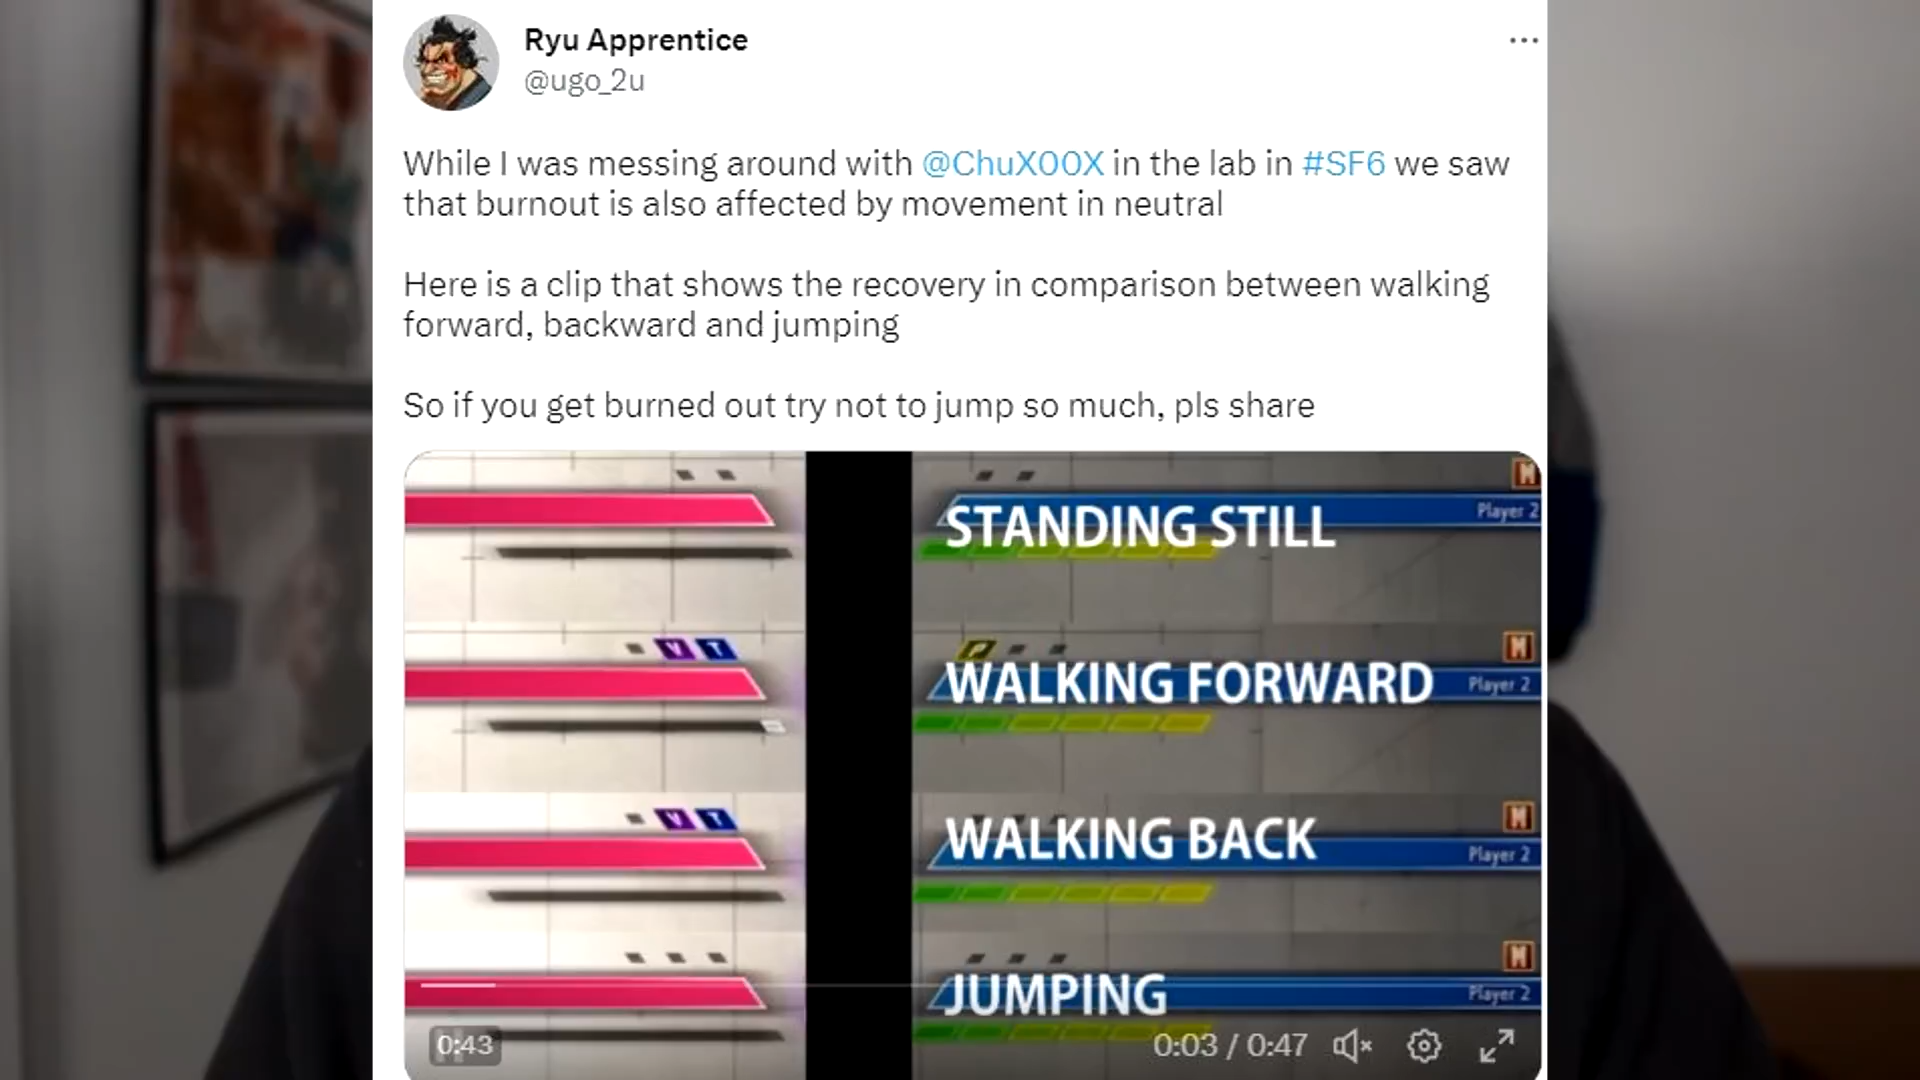 Ryu Apprentice
@ugo_2u
While I was messing around with @ChuX00X in the lab in #SF6 we saw
that burnout is also affected by movement in neutral
Here is a clip that shows the recovery in comparison between walking
forward, backward and jumping
So if you get burned out try not to jump so much, pls share
M
Player 2
STANDING STILL
V T P M
WALKING FORWARD Player 2
V T M
WALKING BACK Player 2
M
JUMPING Player 2
0:43 0:03 / 0:47